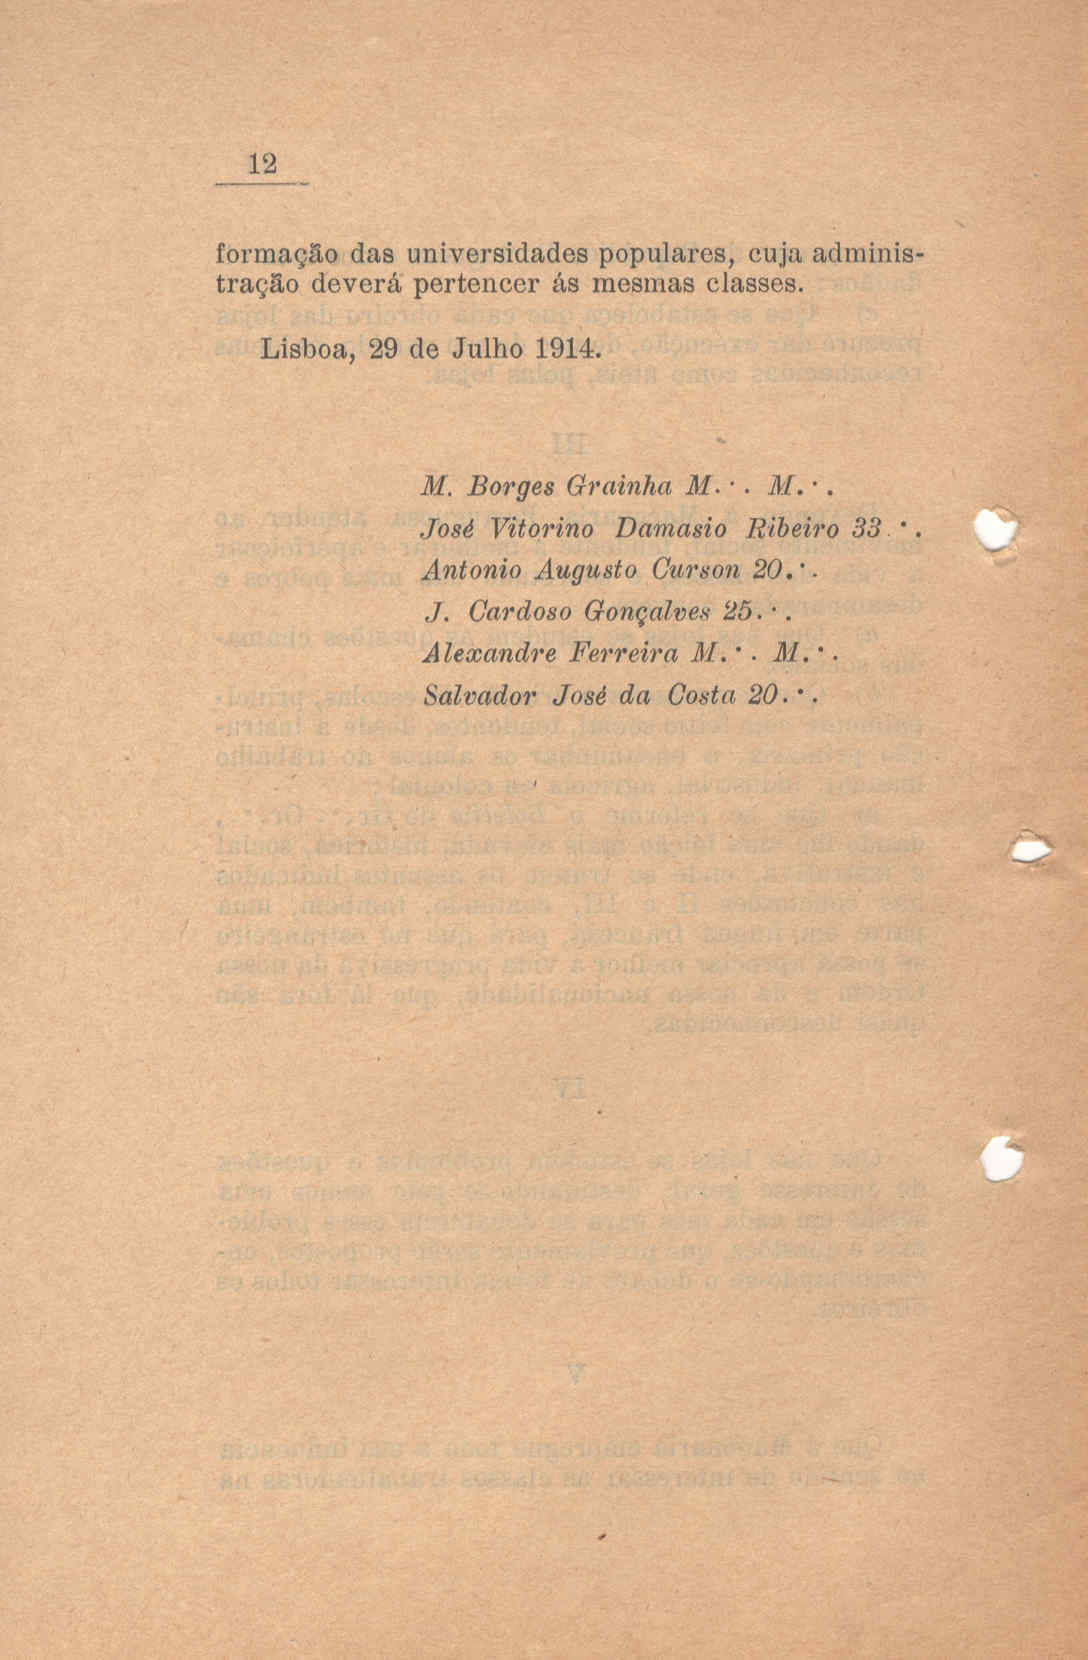 12
formação das universidades populares, cuja adminis-
tração deverá pertencer ás mesmas classes.
Lisboa, 29 de Julho 1914.
M. Borges Grainha M.·. M.·.
José Vitorino Damasio Ribeiro 33.·.
Antonio Augusto Curson 20.·.
J. Cardoso Gonçalves 25.·.
Alexandre Ferreira M.·. M.·.
Salvador José da Costa 20.·.